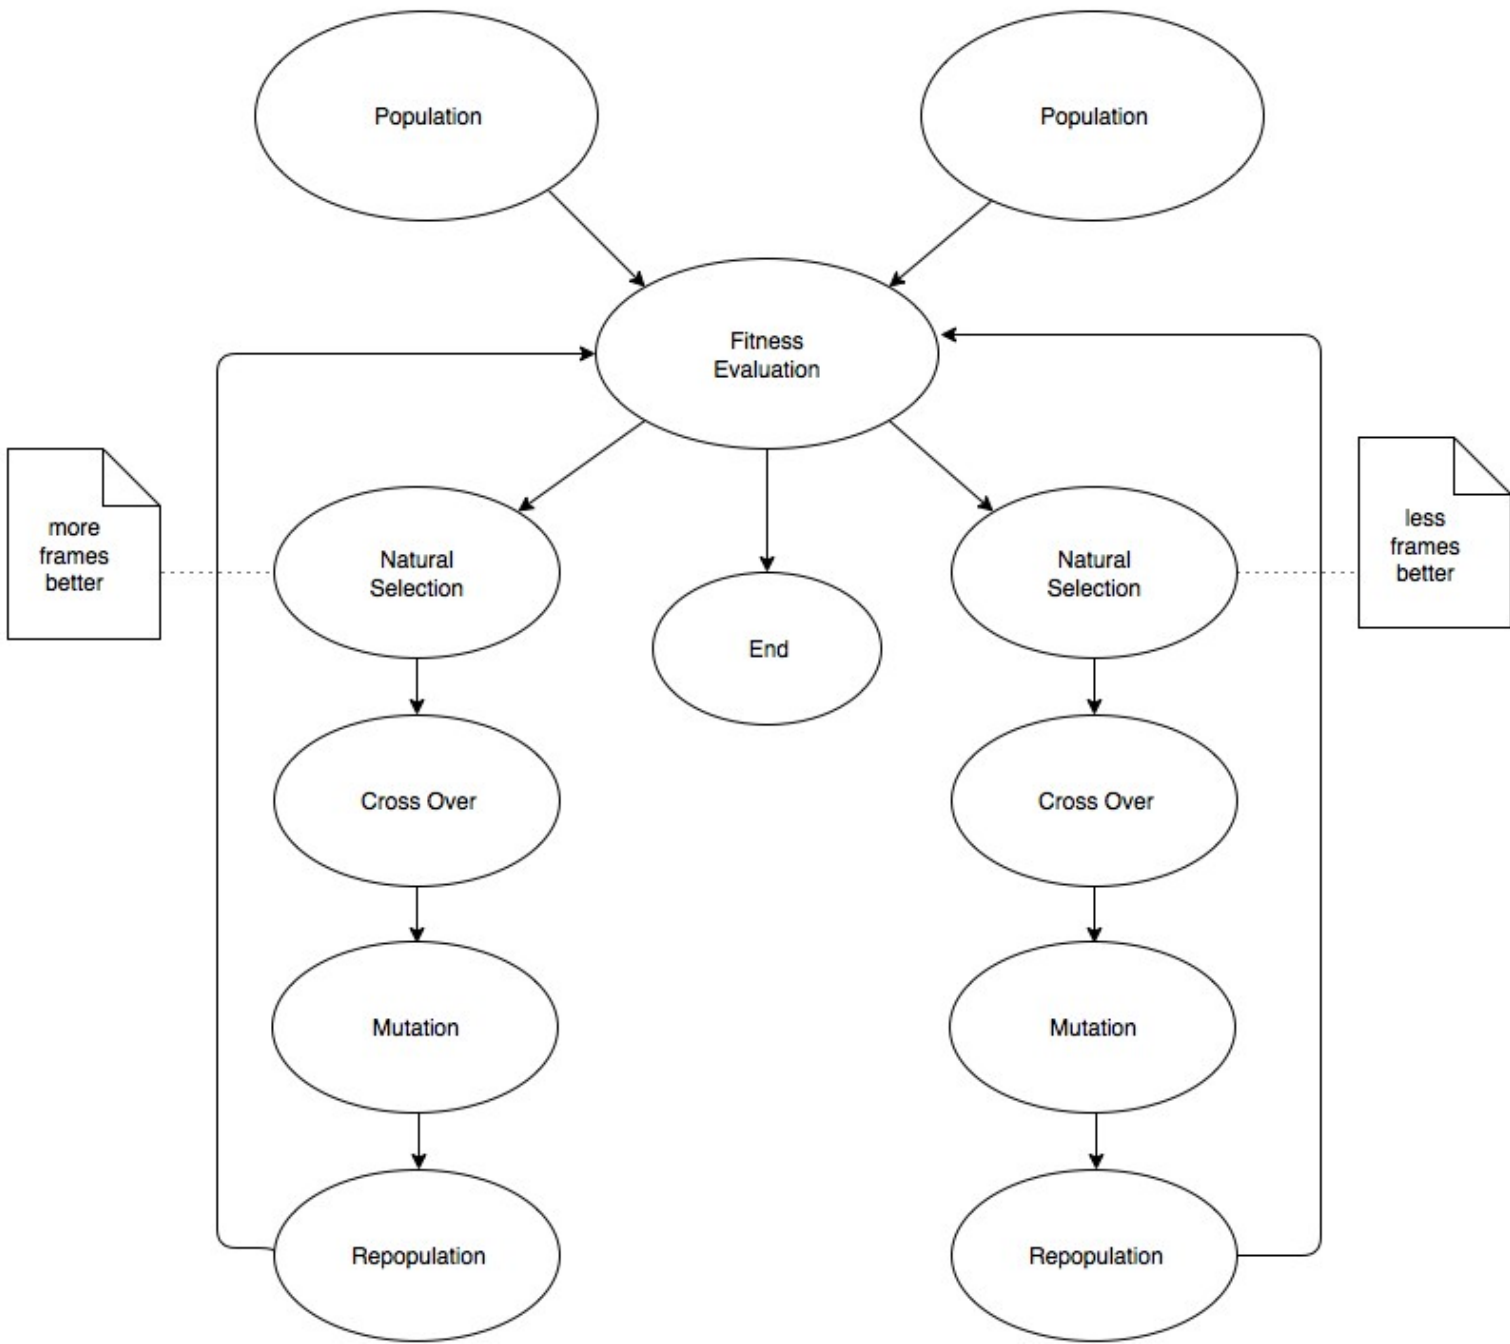 Population
Population
Fitness
Evaluation
more
frames
better
Natural
Selection
End
Natural
Selection
less
frames
better
Cross Over
Cross Over
Mutation
Mutation
Repopulation
Repopulation